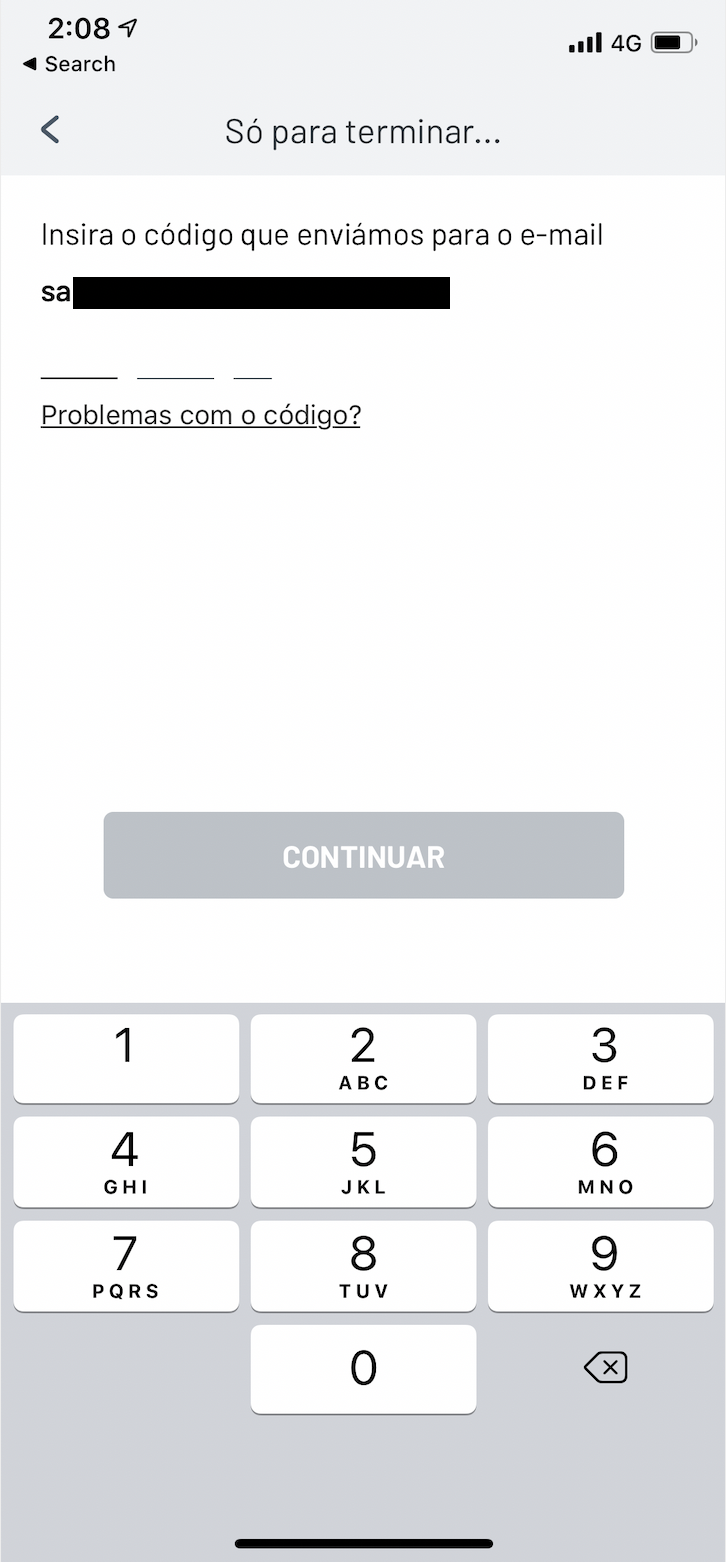 2:08
4G
◀ Search
Só para terminar...
Insira o código que enviámos para o e-mail
sa
Problemas com o código?
CONTINUAR
1
2
ABC
3
DEF
4
GHI
5
JKL
6
MNO
7
PQRS
8
TUV
9
WXYZ
0